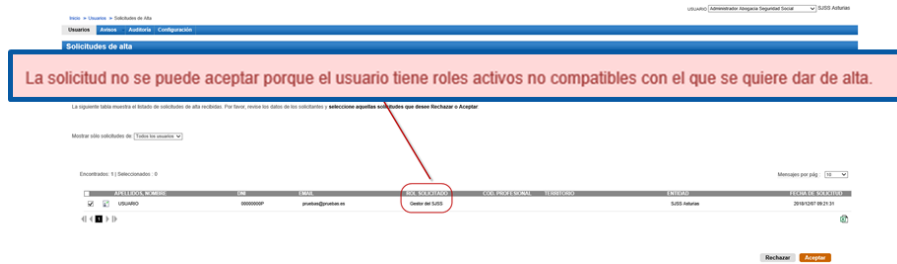 USUARIO: Administrador Abogacía Seguridad Social SJSS Asturias
Inicio » Usuarios » Solicitudes de Alta
Usuarios Avisos Auditoría Configuración
Solicitudes de alta
La solicitud no se puede aceptar porque el usuario tiene roles activos no compatibles con el que se quiere dar de alta.
La siguiente tabla muestra el listado de solicitudes de alta recibidas. Por favor, revise los datos de los solicitantes y seleccione aquellas solicitudes que desee Rechazar o Aceptar.
Mostrar sólo solicitudes de: Todos los usuarios
Encontrados: 1 | Seleccionados : 0
Mensajes por pág.: 10
APELLIDOS, NOMBRE DNI EMAIL ROL SOLICITADO COD. PROFESIONAL TERRITORIO ENTIDAD FECHA DE SOLICITUD
USUARIO 00000000P pruebas@pruebas.es Gestor del SJSS SJSS Asturias 2018/12/07 09:21:31
1
Rechazar Aceptar